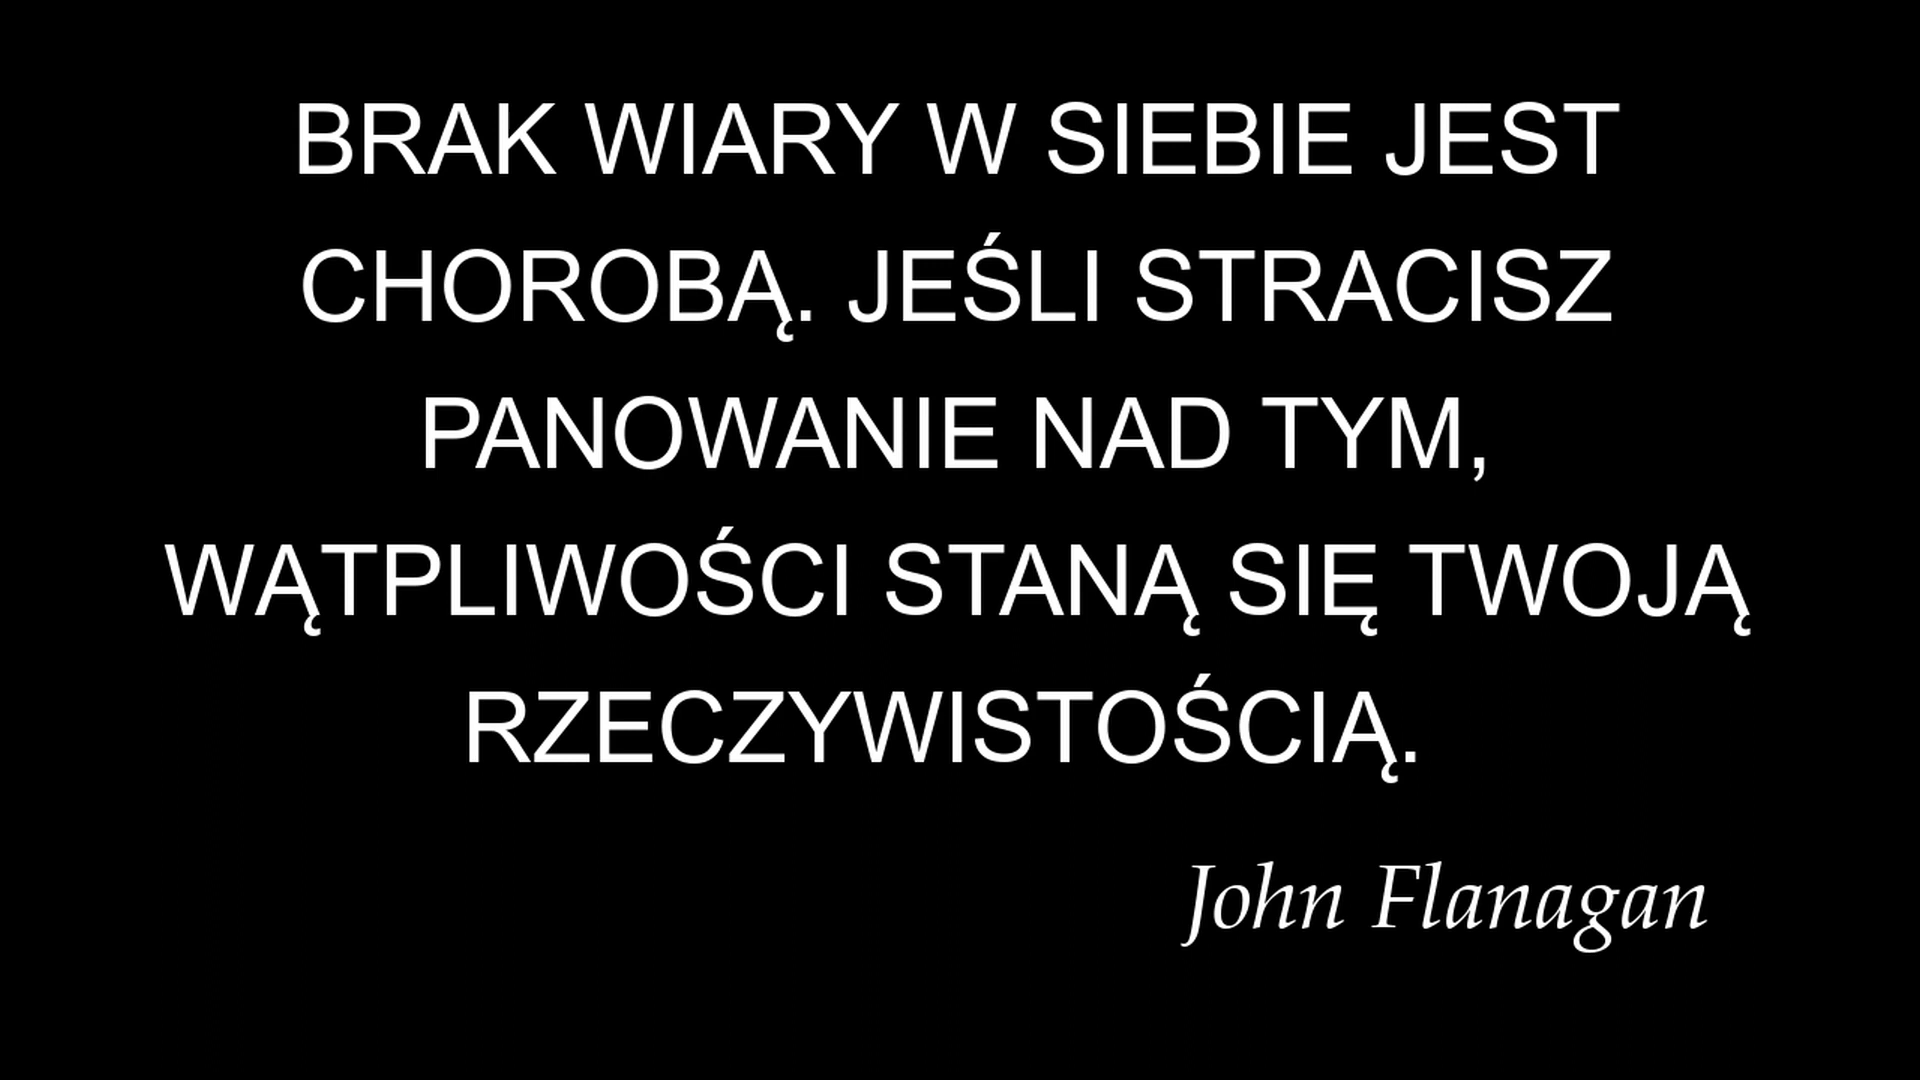 BRAK WIARY W SIEBIE JEST
CHOROBĄ. JEŚLI STRACISZ
PANOWANIE NAD TYM,
WĄTPLIWOŚCI STANĄ SIĘ TWOJĄ
RZECZYWISTOŚCIĄ.
John Flanagan